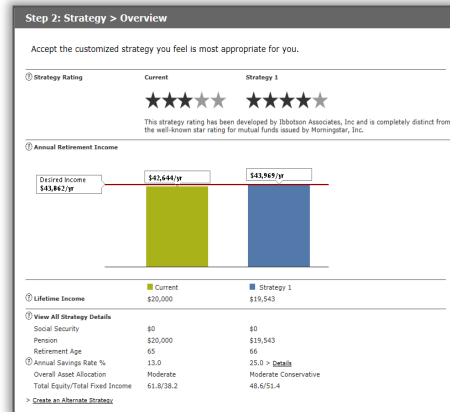 Step 2: Strategy > Overview
Accept the customized strategy you feel is most appropriate for you.
? Strategy Rating Current Strategy 1
This strategy rating has been developed by Ibbotson Associates, Inc and is completely distinct from
the well-known star rating for mutual funds issued by Morningstar, Inc.
? Annual Retirement Income
Desired Income
$43,862/yr
$42,644/yr
$43,969/yr
Current Strategy 1
? Lifetime Income $20,000 $19,543
? View All Strategy Details
Social Security $0 $0
Pension $20,000 $19,543
Retirement Age 65 66
? Annual Savings Rate % 13.0 25.0 > Details
Overall Asset Allocation Moderate Moderate Conservative
Total Equity/Total Fixed Income 61.8/38.2 48.6/51.4
> Create an Alternate Strategy